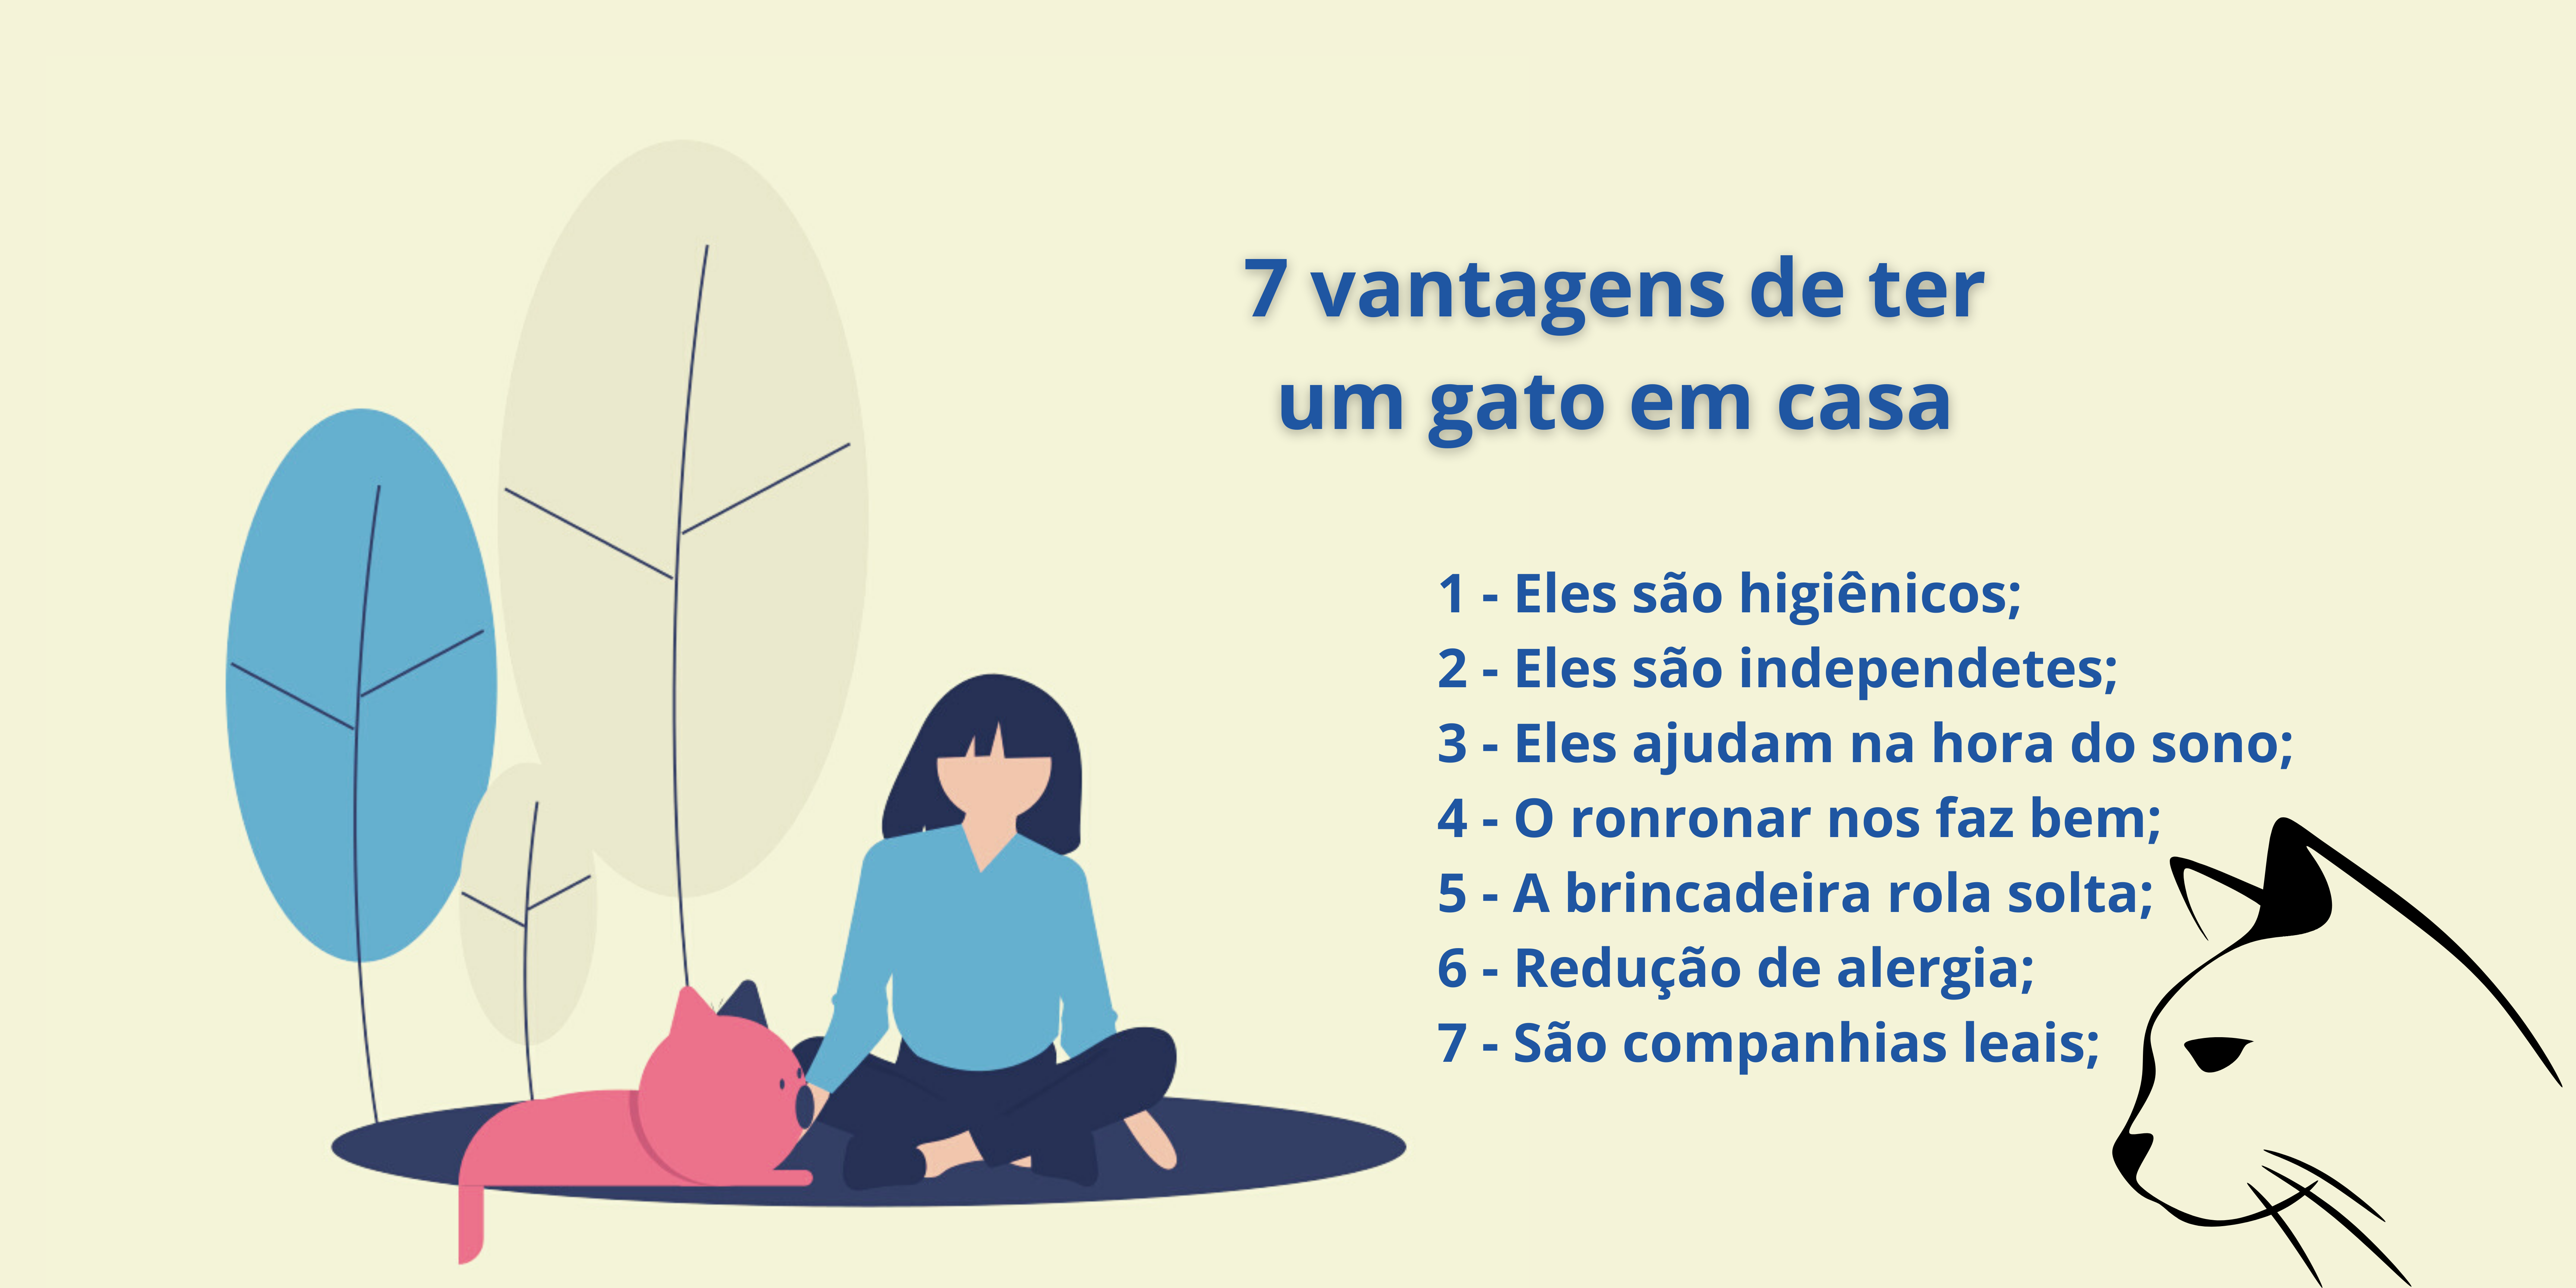 7 vantagens de ter
um gato em casa
1 - Eles são higiênicos;
2 - Eles são independetes;
3 - Eles ajudam na hora do sono;
4 - O ronronar nos faz bem;
5 - A brincadeira rola solta;
6 - Redução de alergia;
7 - São companhias leais;